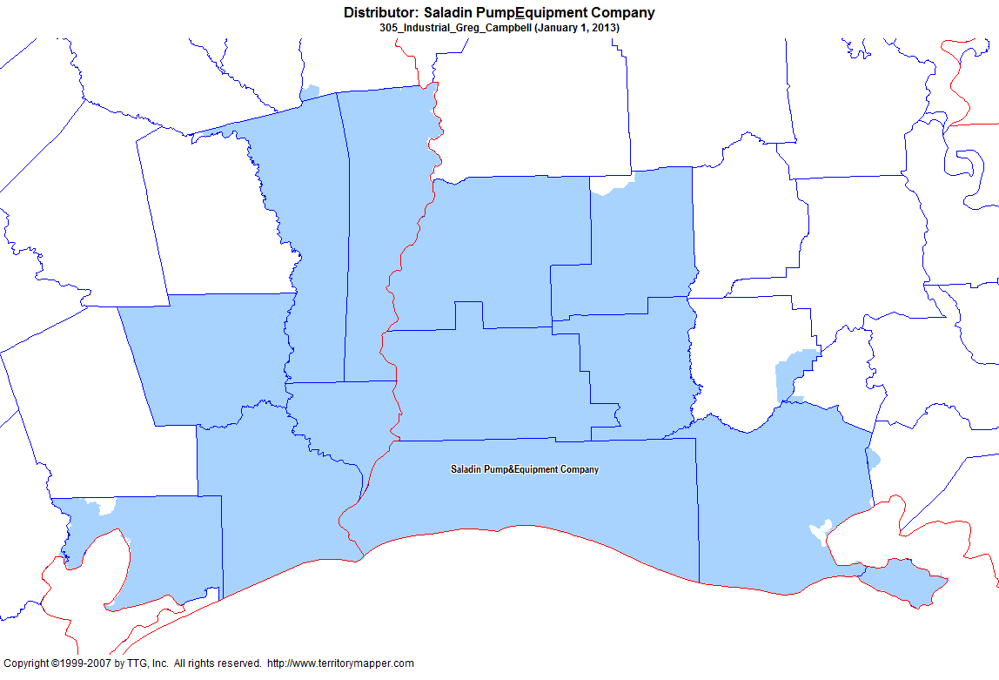 Distributor: Saladin PumpEquipment Company
305_Industrial_Greg_Campbell (January 1, 2013)
Saladin Pump&Equipment Company
Copyright ©1999-2007 by TTG, Inc. All rights reserved. http://www.territorymapper.com